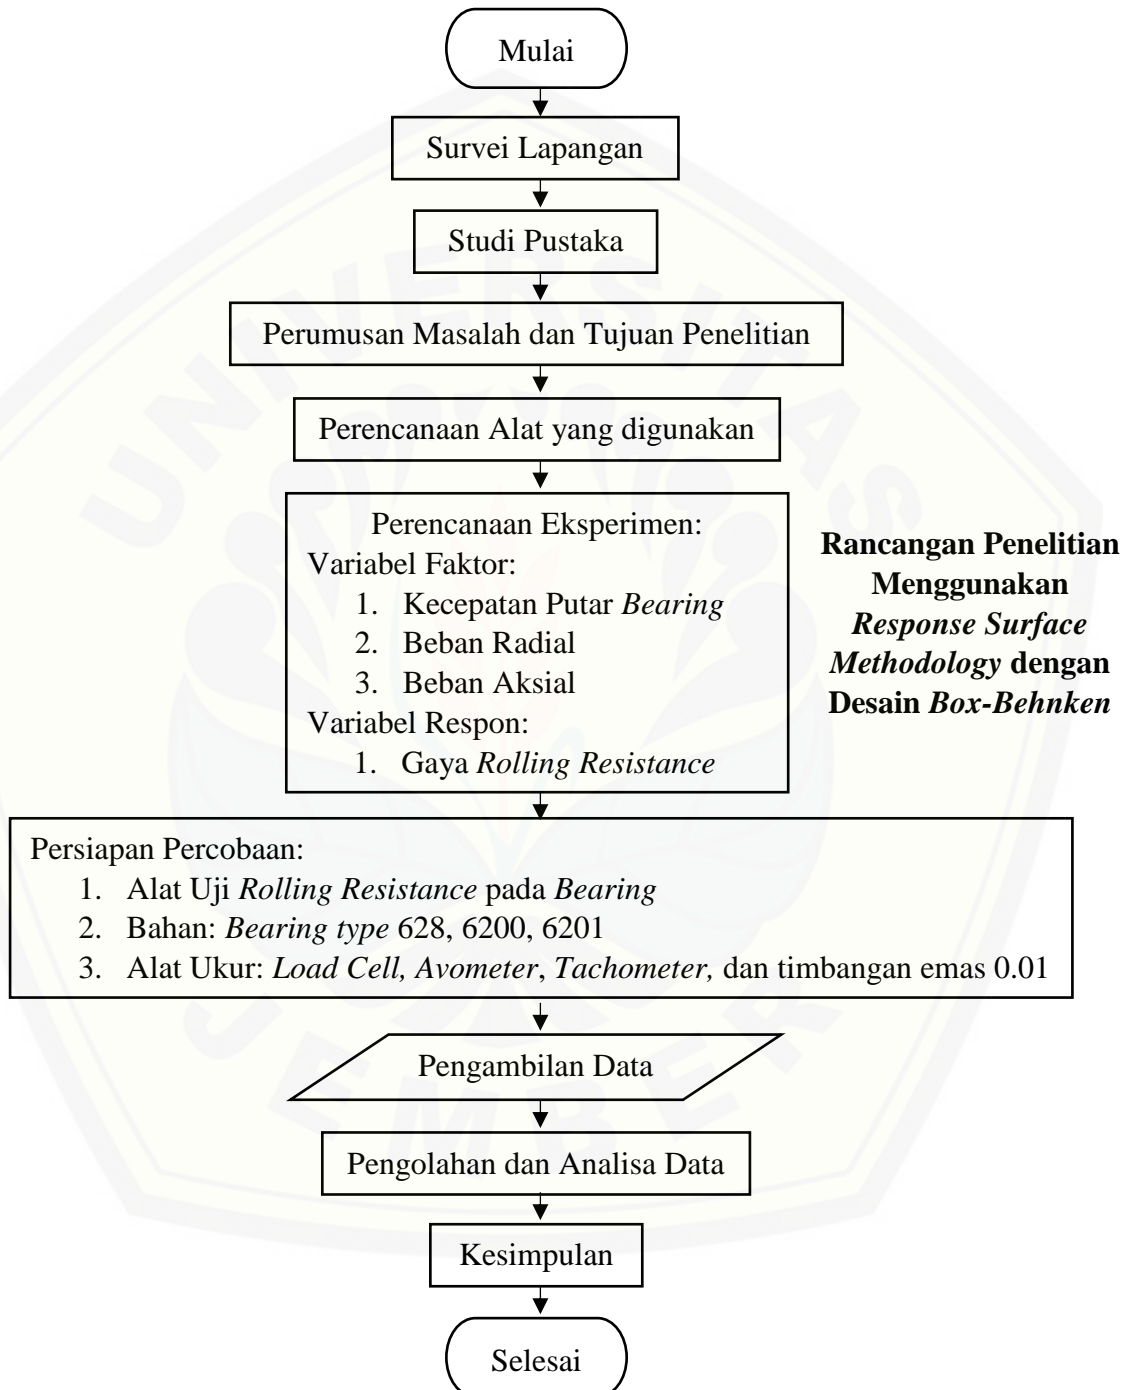 Mulai
Survei Lapangan
Studi Pustaka
Perumusan Masalah dan Tujuan Penelitian
Perencanaan Alat yang digunakan
Perencanaan Eksperimen:
Variabel Faktor:
1. Kecepatan Putar Bearing
2. Beban Radial
3. Beban Aksial
Variabel Respon:
1. Gaya Rolling Resistance
Rancangan Penelitian
Menggunakan
Response Surface
Methodology dengan
Desain Box-Behnken
Persiapan Percobaan:
1. Alat Uji Rolling Resistance pada Bearing
2. Bahan: Bearing type 628, 6200, 6201
3. Alat Ukur: Load Cell, Avometer, Tachometer, dan timbangan emas 0.01
Pengambilan Data
Pengolahan dan Analisa Data
Kesimpulan
Selesai
UNIVERSITAS
JEMBER